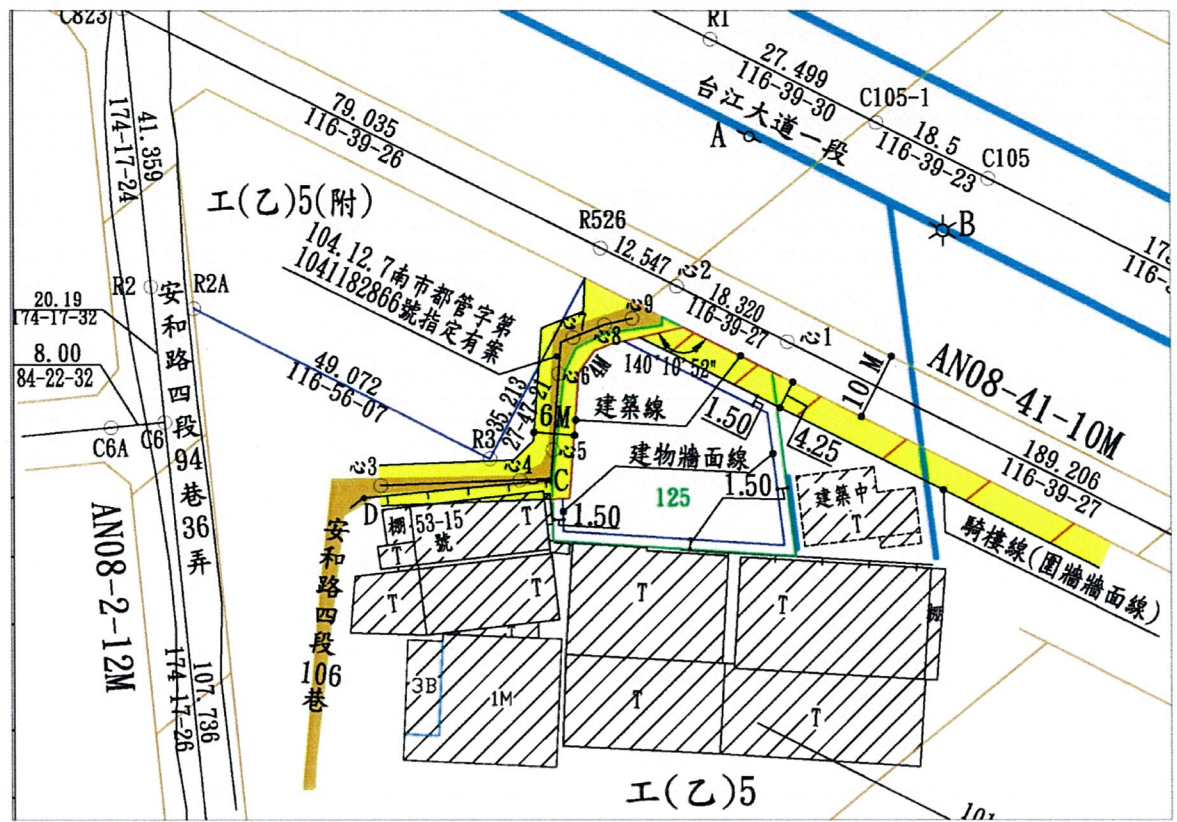 C823
R1
27.499
116-39-30
C105-1
18.5
116-39-23
C105
台江大道一段
A
B
79.035
116-39-26
41.359
174-17-24
工(乙)5(附)
R526
12.547
心2
18.320
116-39-27
心1
104.12.7南市都管字第
1041182866號指定有案
R2
R2A
20.19
174-17-32
8.00
84-22-32
C6A
C6
安和路四段94巷36弄
49.072
116-56-07
35.213
27-47-21
心9
心8
心6
4M
140°10'52"
10 M
AN08-41-10M
189.206
116-39-27
6M
建築線
1.50
4.25
R3
心5
心3
心4
C
D
建物牆面線
125
1.50
1.50
建築中
T
騎樓線(圍牆牆面線)
棚
53-15
號
T
T
T
T
T
T
T
棚
安和路四段106巷
AN08-2-12M
107.736
174-17-26
3B
1M
T
T
工(乙)5